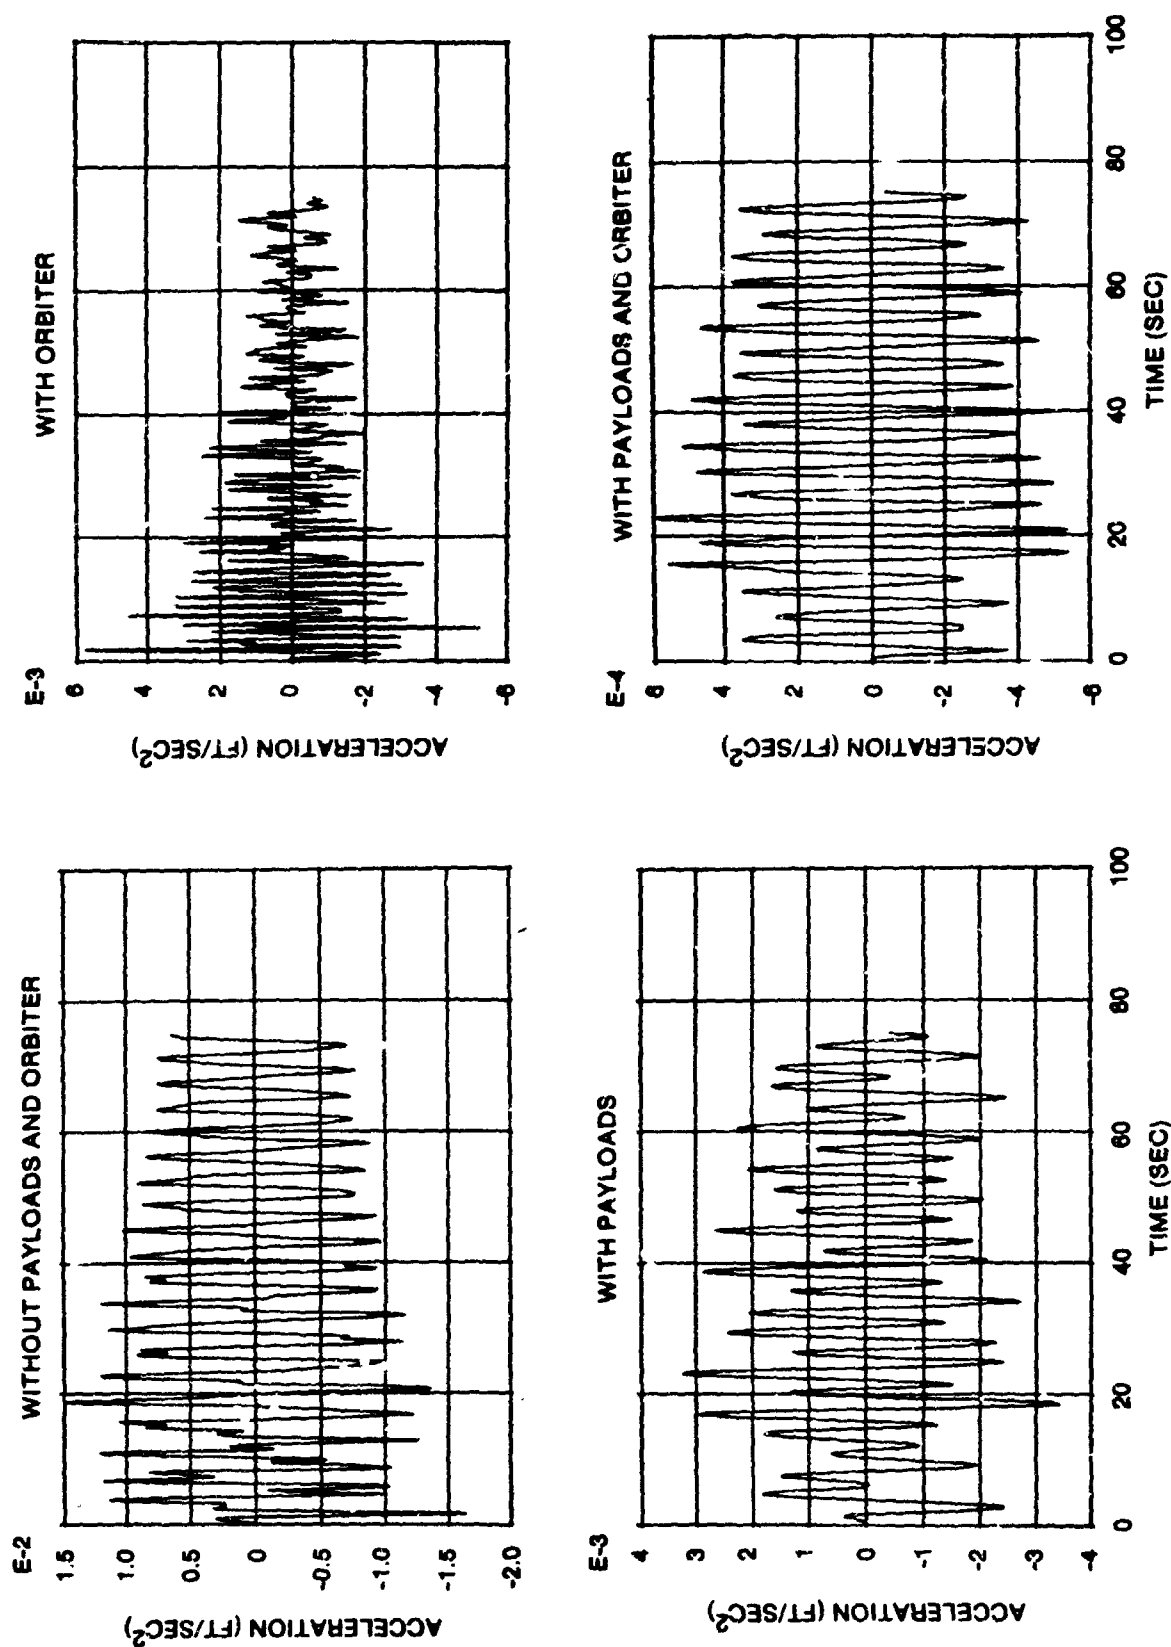 WITHOUT PAYLOADS AND ORBITER
E-2
1.5
1.0
0.5
0
-0.5
-1.0
-1.5
-2.0
ACCELERATION (FT/SEC²)
WITH ORBITER
E-3
6
4
2
0
-2
-4
-6
ACCELERATION (FT/SEC²)
WITH PAYLOADS
E-3
4
3
2
1
0
-1
-2
-3
-4
ACCELERATION (FT/SEC²)
0 20 40 60 80 100
TIME (SEC)
WITH PAYLOADS AND ORBITER
E-4
6
4
2
0
-2
-4
-6
ACCELERATION (FT/SEC²)
0 20 40 60 80 100
TIME (SEC)